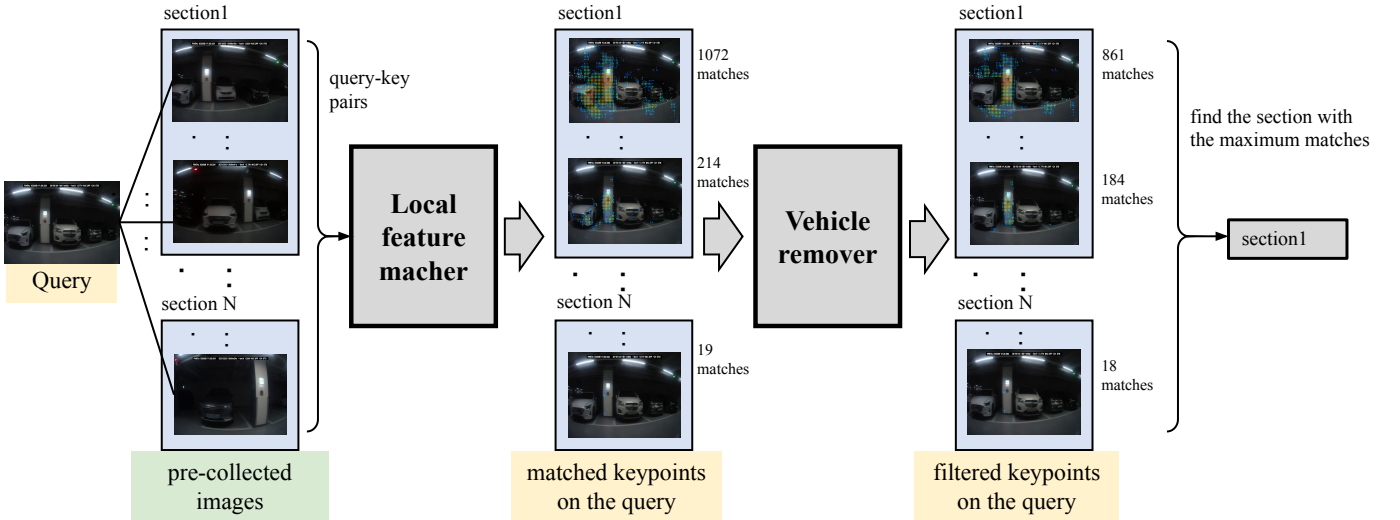 section1
query-key
pairs
Query
section N
pre-collected
images
Local
feature
macher
section1
1072
matches
214
matches
section N
19
matches
matched keypoints
on the query
Vehicle
remover
section1
861
matches
184
matches
section N
18
matches
filtered keypoints
on the query
find the section with
the maximum matches
section1